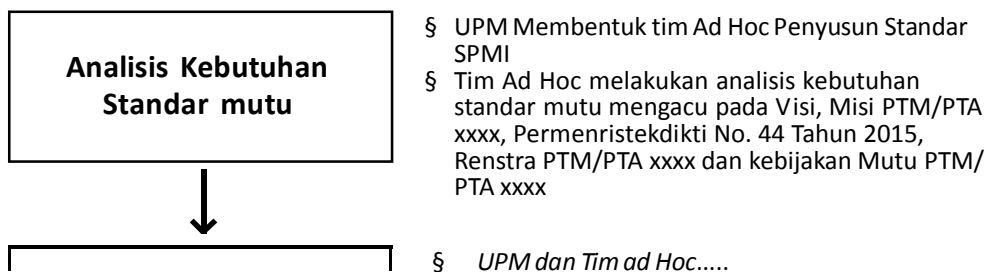 Analisis Kebutuhan
Standar mutu
§ UPM Membentuk tim Ad Hoc Penyusun Standar
SPMI
§ Tim Ad Hoc melakukan analisis kebutuhan
standar mutu mengacu pada Visi, Misi PTM/PTA
xxxx, Permenristekdikti No. 44 Tahun 2015,
Renstra PTM/PTA xxxx dan kebijakan Mutu PTM/
PTA xxxx
§ UPM dan Tim ad Hoc.....